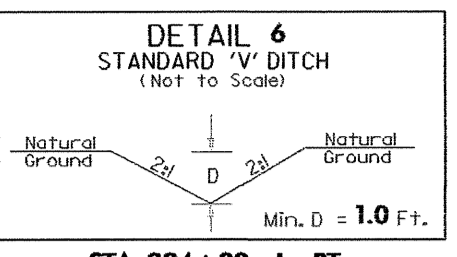 DETAIL 6
STANDARD 'V' DITCH
(Not to Scale)
Natural
Ground
2:1
D
2:1
Natural
Ground
Min. D = 1.0 Ft.